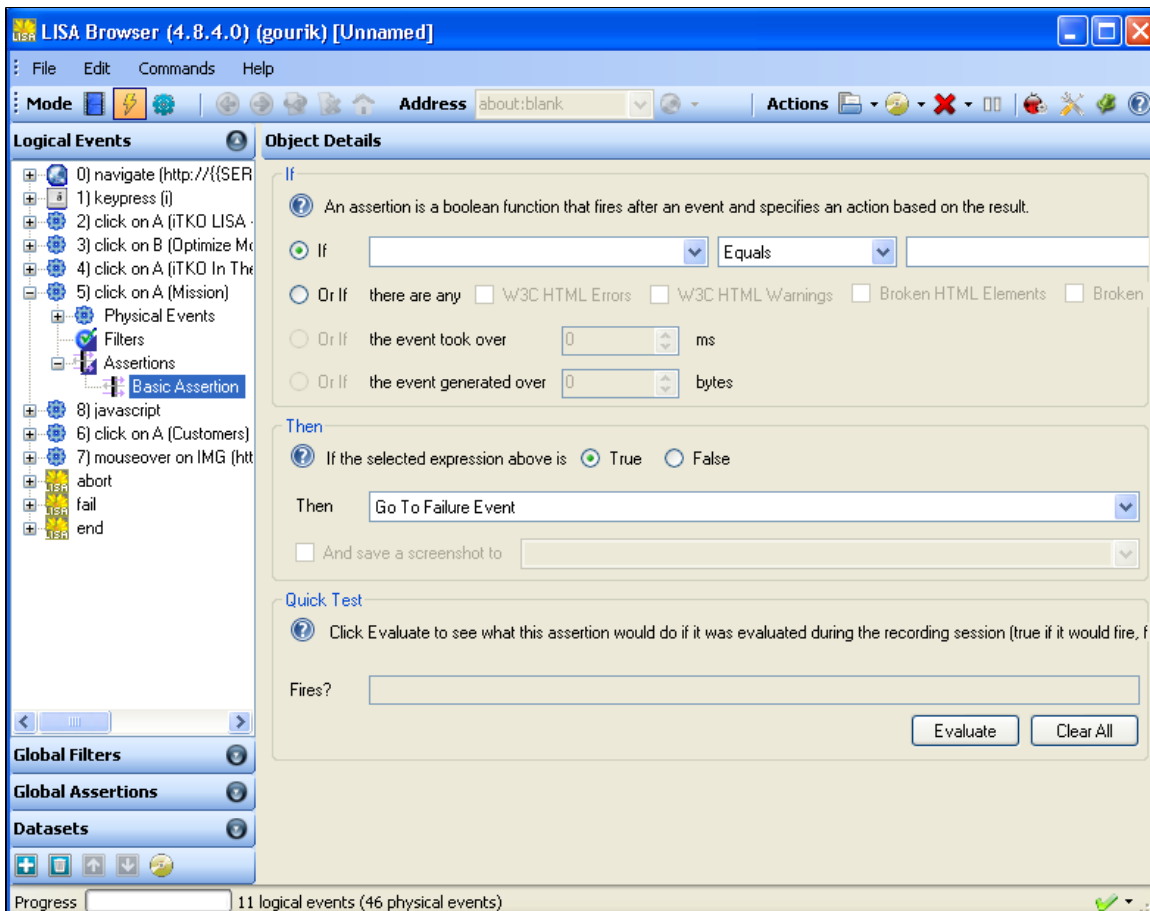 LISA Browser (4.8.4.0) (gourik) [Unnamed]
File Edit Commands Help
Mode Address about:blank Actions
Logical Events
0) navigate (http://{{SER
1) keypress (i)
2) click on A (iTKO LISA -
3) click on B (Optimize Mo
4) click on A (iTKO In The
5) click on A (Mission)
Physical Events
Filters
Assertions
Basic Assertion
8) javascript
6) click on A (Customers)
7) mouseover on IMG (htt
abort
fail
end
Global Filters
Global Assertions
Datasets
Object Details
If
An assertion is a boolean function that fires after an event and specifies an action based on the result.
If Equals
Or If there are any W3C HTML Errors W3C HTML Warnings Broken HTML Elements Broken
Or If the event took over 0 ms
Or If the event generated over 0 bytes
Then
If the selected expression above is True False
Then Go To Failure Event
And save a screenshot to
Quick Test
Click Evaluate to see what this assertion would do if it was evaluated during the recording session (true if it would fire, f
Fires?
Evaluate Clear All
Progress 11 logical events (46 physical events)